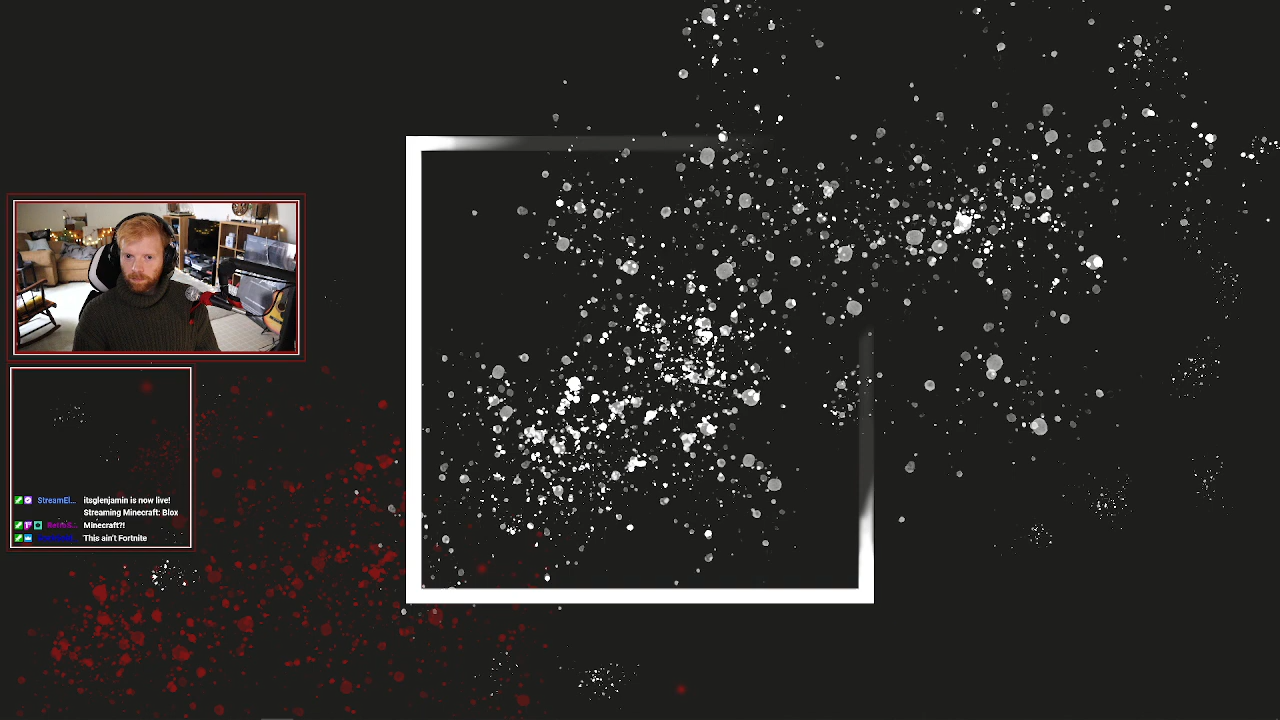 StreamEl... itsglenjamin is now live!
Streaming Minecraft: Blox
Minecraft?!
This ain't Fortnite